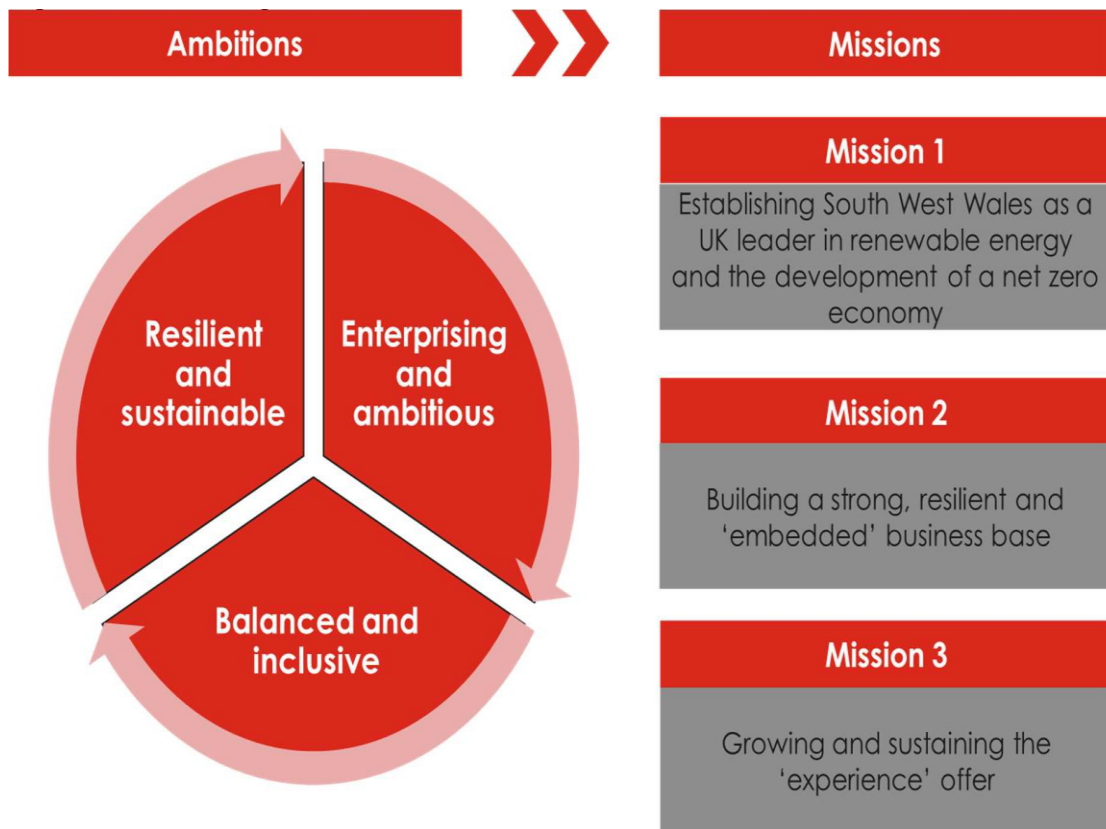 Ambitions
Missions
Resilient
and
sustainable
Enterprising
and
ambitious
Balanced and
inclusive
Mission 1
Establishing South West Wales as a
UK leader in renewable energy
and the development of a net zero
economy
Mission 2
Building a strong, resilient and
‘embedded’ business base
Mission 3
Growing and sustaining the
‘experience’ offer